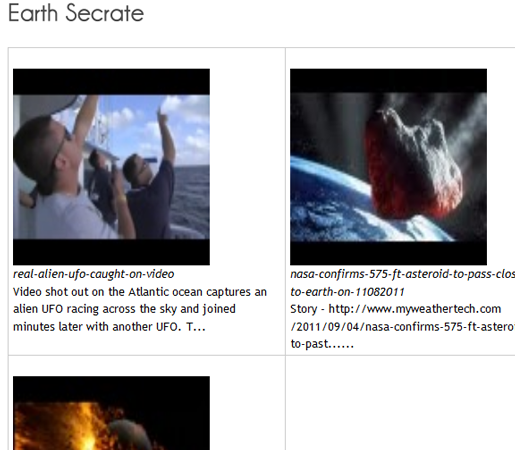 Earth Secrate
real-alien-ufo-caught-on-video
Video shot out on the Atlantic ocean captures an
alien UFO racing across the sky and joined
minutes later with another UFO. T...
nasa-confirms-575-ft-asteroid-to-pass-clos
to-earth-on-11082011
Story - http://www.myweathertech.com
/2011/09/04/nasa-confirms-575-ft-astero
to-past......